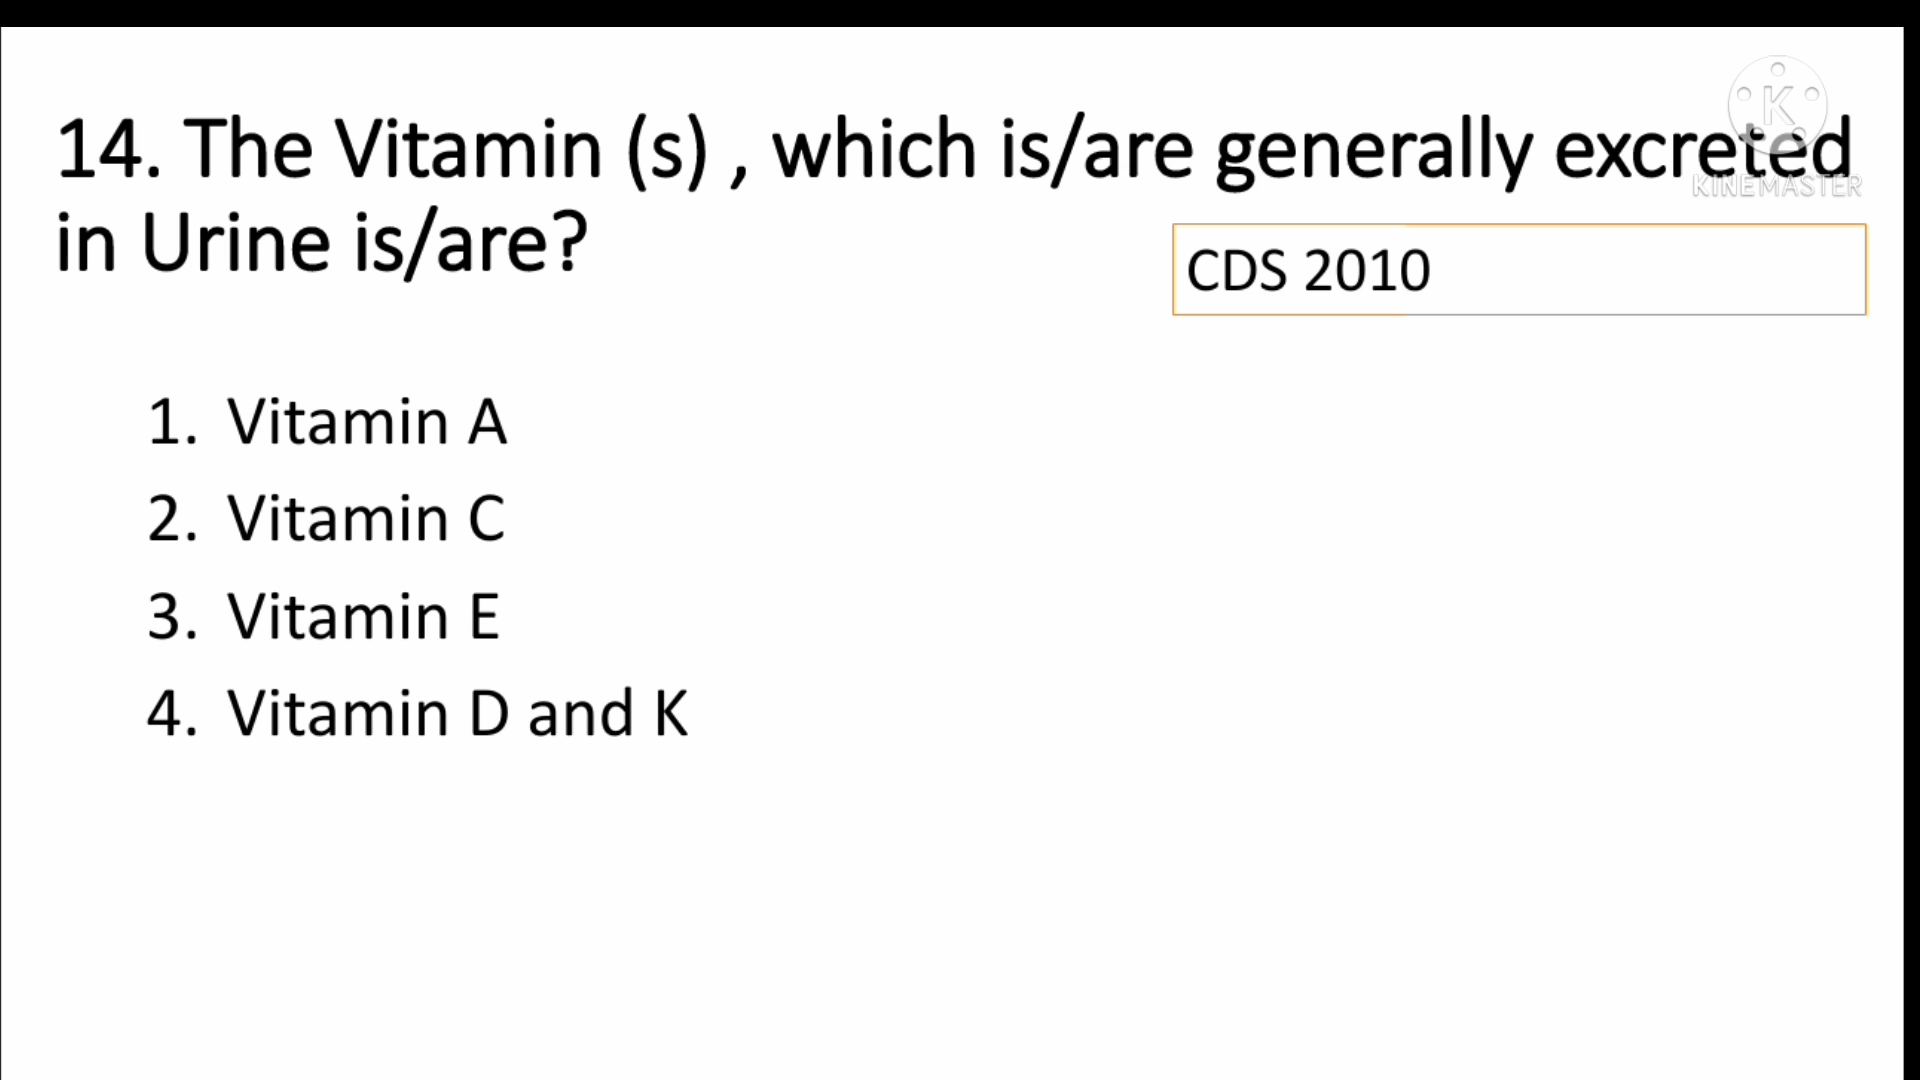 14. The Vitamin (s) , which is/are generally excreted
in Urine is/are?
K
KINEMASTER
CDS 2010
1. Vitamin A
2. Vitamin C
3. Vitamin E
4. Vitamin D and K